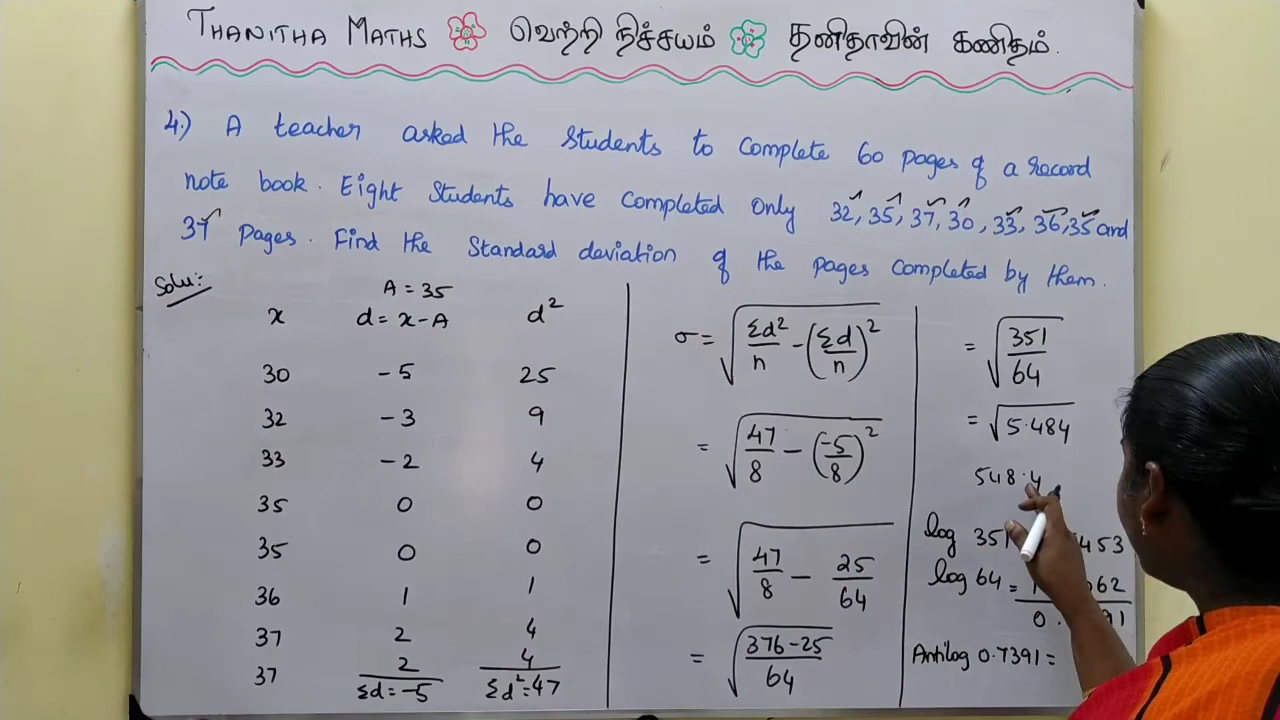 THANITHA MATHS வெற்றி நிச்சயம் தனிதாவின் கணிதம்.
4.) A teacher asked the students to complete 60 pages of a record
note book. Eight students have completed only 32, 35, 37, 30, 33, 36, 35 and
37 pages. Find the Standard deviation of the pages completed by them.
Solu:-
A = 35
x d = x - A d²
30 -5 25
32 -3 9
33 -2 4
35 0 0
35 0 0
36 1 1
37 2 4
37 2 4
Σd = -5 Σd² = 47
σ = √(Σd²/n - (Σd/n)²)
= √(47/8 - (-5/8)²)
= √(47/8 - 25/64)
= √((376-25)/64)
= √(351/64)
= √5.484
548.4
log 351 453
log 64 = 1 062
0. 91
Antilog 0.7391 =